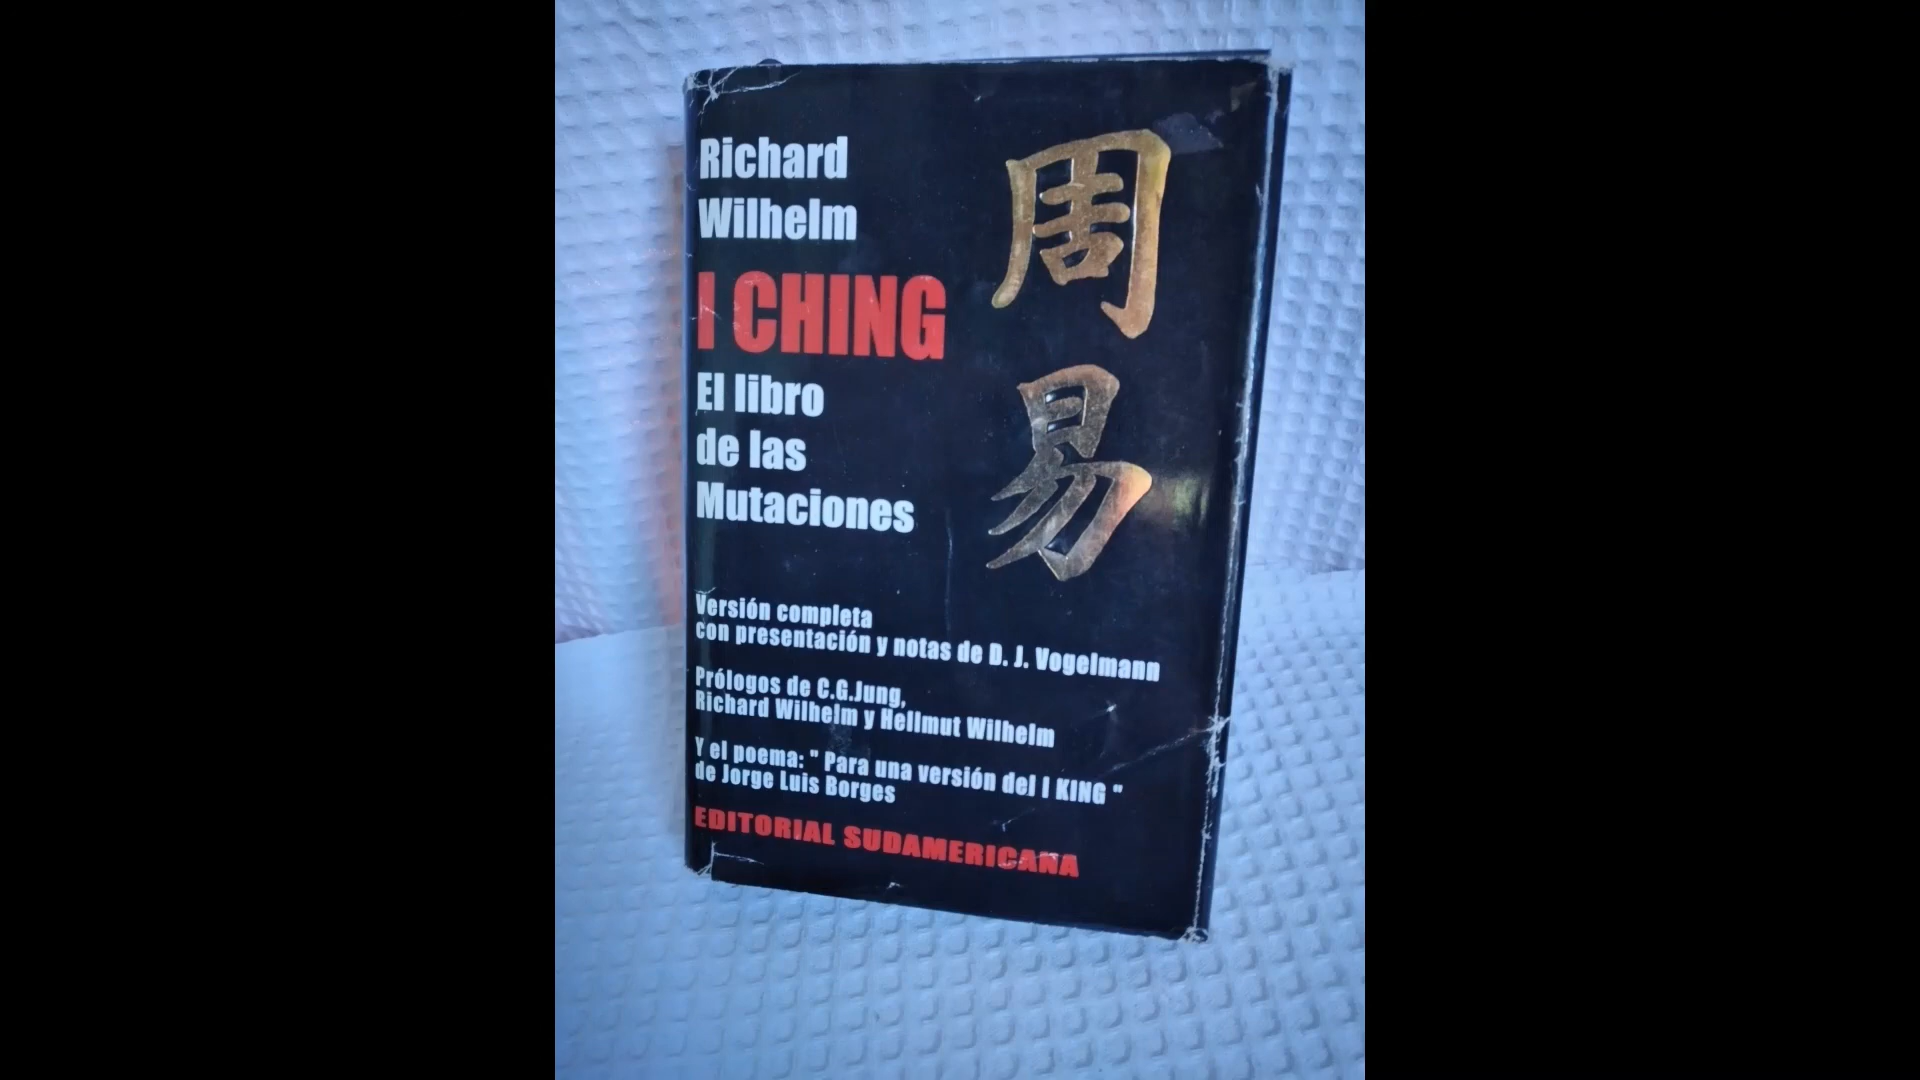 Richard
Wilhelm
I CHING
El libro
de las
Mutaciones
周
易
Versión completa
con presentación y notas de D. J. Vogelmann
Prólogos de C.G.Jung,
Richard Wilhelm y Hellmut Wilhelm
Y el poema: " Para una versión del I KING "
de Jorge Luis Borges
EDITORIAL SUDAMERICANA